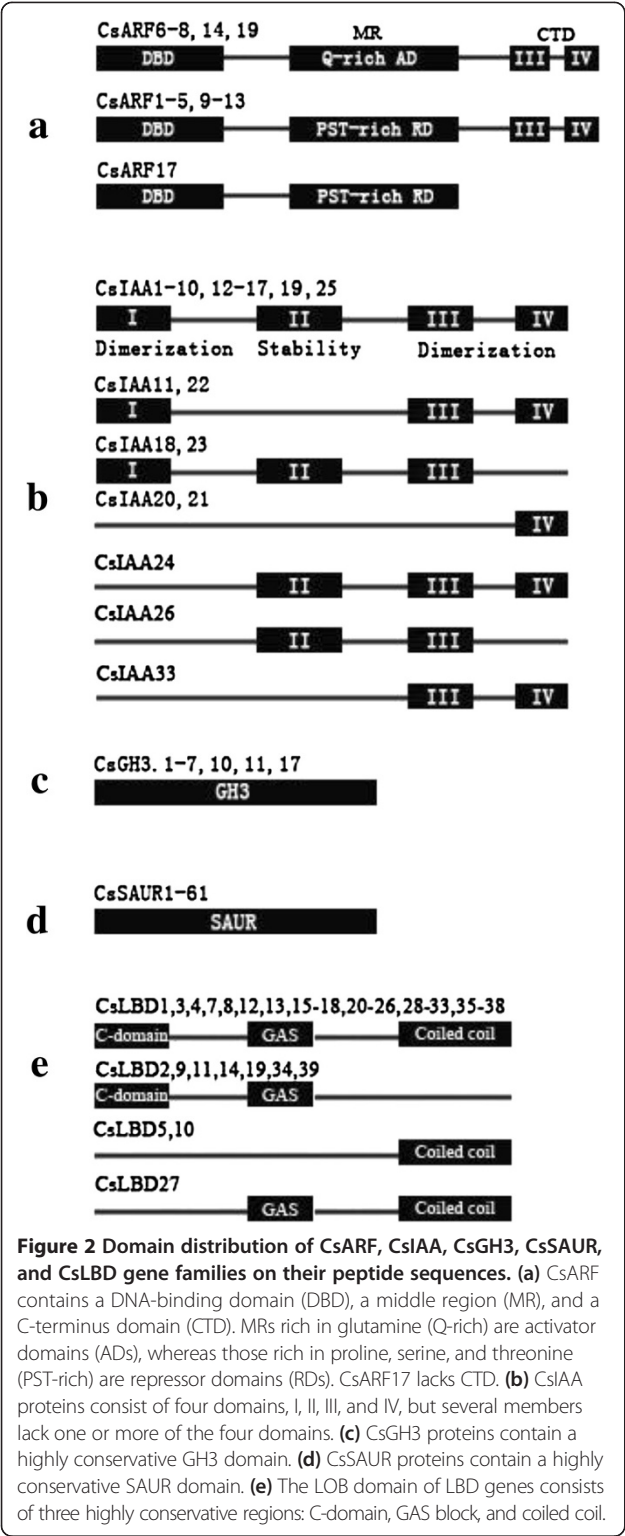 CsARF6-8, 14, 19 MR CTD
DBD Q-rich AD III IV
a
CsARF1-5, 9-13
DBD PST-rich RD III IV
CsARF17
DBD PST-rich RD
CsIAA1-10, 12-17, 19, 25
I II III IV
Dimerization Stability Dimerization
CsIAA11, 22
I III IV
CsIAA18, 23
I II III
b
CsIAA20, 21
IV
CsIAA24
II III IV
CsIAA26
II III
CsIAA33
III IV
c
CsGH3. 1-7, 10, 11, 17
GH3
d
CsSAUR1-61
SAUR
e
CsLBD1,3,4,7,8,12,13,15-18,20-26,28-33,35-38
C-domain GAS Coiled coil
CsLBD2,9,11,14,19,34,39
C-domain GAS
CsLBD5,10
Coiled coil
CsLBD27
GAS Coiled coil
Figure 2 Domain distribution of CsARF, CsIAA, CsGH3, CsSAUR,
and CsLBD gene families on their peptide sequences. (a) CsARF
contains a DNA-binding domain (DBD), a middle region (MR), and a
C-terminus domain (CTD). MRs rich in glutamine (Q-rich) are activator
domains (ADs), whereas those rich in proline, serine, and threonine
(PST-rich) are repressor domains (RDs). CsARF17 lacks CTD. (b) CsIAA
proteins consist of four domains, I, II, III, and IV, but several members
lack one or more of the four domains. (c) CsGH3 proteins contain a
highly conservative GH3 domain. (d) CsSAUR proteins contain a highly
conservative SAUR domain. (e) The LOB domain of LBD genes consists
of three highly conservative regions: C-domain, GAS block, and coiled coil.